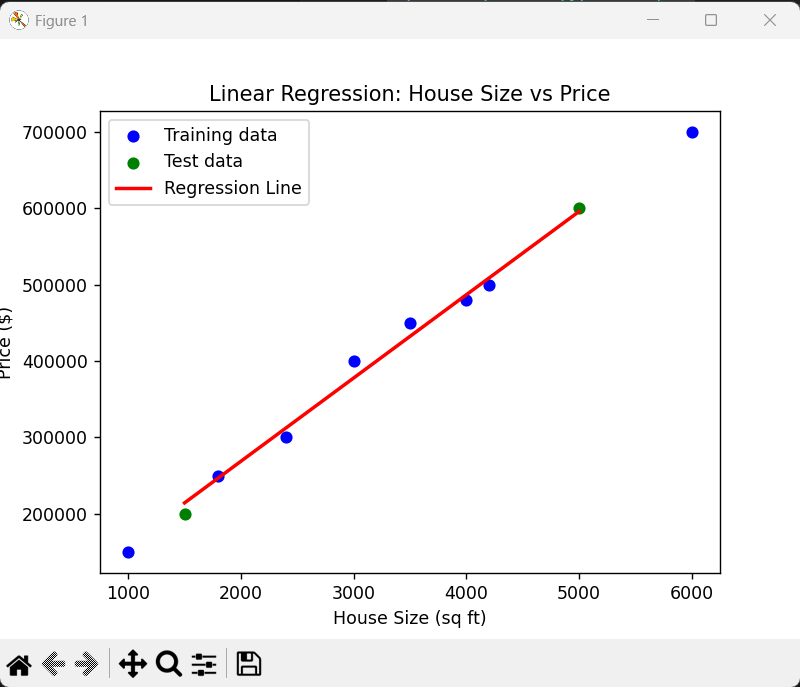 Figure 1
Linear Regression: House Size vs Price
Training data
Test data
Regression Line
700000
600000
500000
400000
300000
200000
Price ($)
1000 2000 3000 4000 5000 6000
House Size (sq ft)